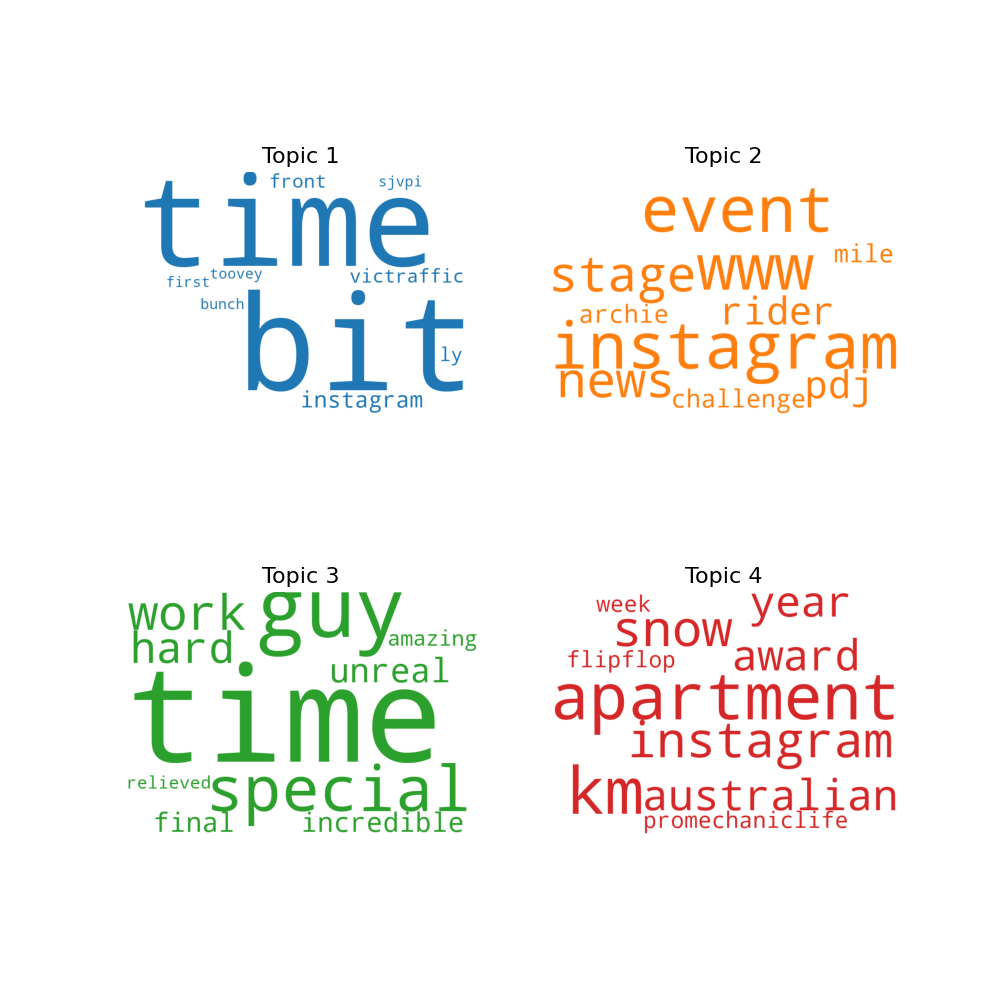 Topic 1
front sjvpi
time
first toovey victraffic
bunch
bit
ly
instagram
Topic 2
event
stage www mile
archie rider
instagram
news challenge pdj
Topic 3
work guy
hard amazing
unreal
time
relieved special
final incredible
Topic 4
week year
snow
flipflop award
apartment
instagram
km australian
promechaniclife